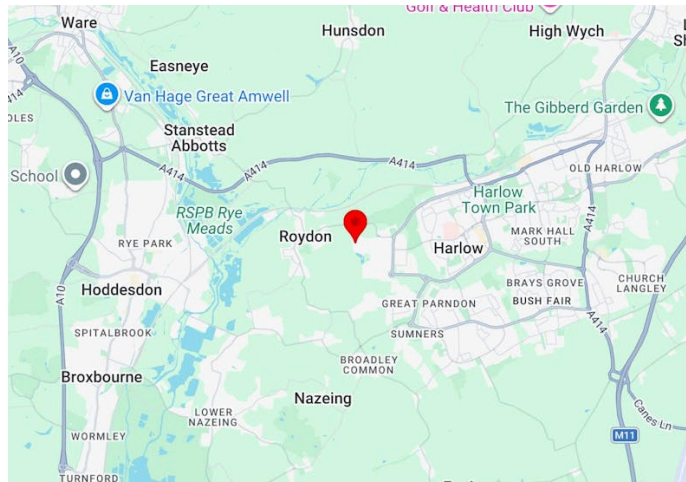 Golf & Health Club
Ware
Hunsdon
High Wych
A10
Easneye
Van Hage Great Amwell
The Gibberd Garden
A414
Stanstead
Abbotts
A414
A414
A414
OLD HARLOW
School
Harlow
Town Park
RSPB Rye
Meads
A414
Roydon
MARK HALL
SOUTH
RYE PARK
Harlow
Hoddesdon
A10
BRAYS GROVE
CHURCH
LANGLEY
GREAT PARNDON
BUSH FAIR
SPITALBROOK
SUMNERS
A414
BROADLEY
COMMON
Broxbourne
Nazeing
LOWER
NAZEING
Canes Ln
WORMLEY
M11
TURNFORD